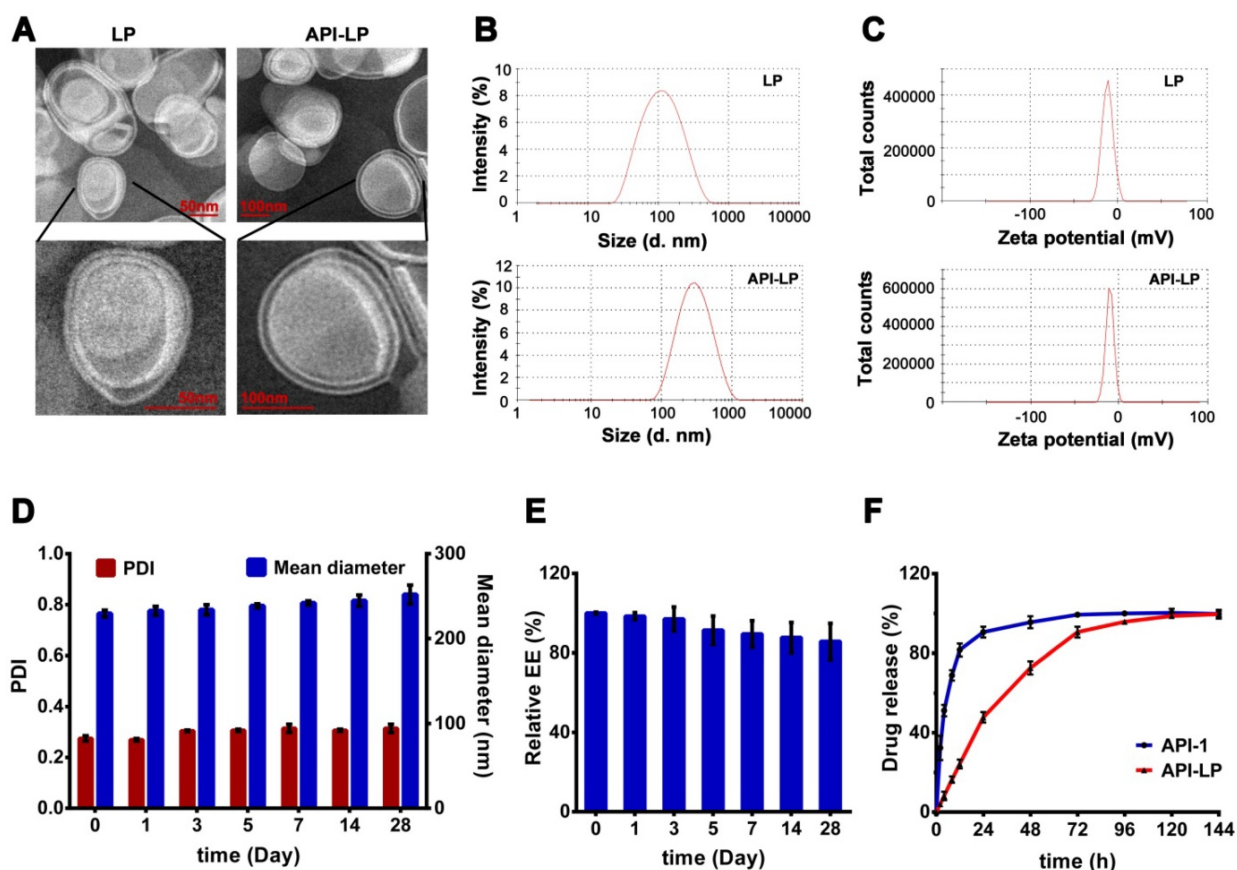 A
LP
API-LP
50nm
100nm
50nm
100nm
B
Intensity (%)
10
8
6
4
2
0
LP
1 10 100 1000 10000
Size (d. nm)
Intensity (%)
12
10
8
6
4
2
0
API-LP
1 10 100 1000 10000
Size (d. nm)
C
Total counts
400000
200000
0
LP
-100 0 100
Zeta potential (mV)
Total counts
600000
400000
200000
0
API-LP
-100 0 100
Zeta potential (mV)
D
PDI
1.0
0.8
0.6
0.4
0.2
0.0
PDI
Mean diameter
300
200
100
0
Mean diameter (nm)
0 1 3 5 7 14 28
time (Day)
E
Relative EE (%)
120
80
40
0
0 1 3 5 7 14 28
time (Day)
F
Drug release (%)
120
80
40
0
API-1
API-LP
0 24 48 72 96 120 144
time (h)